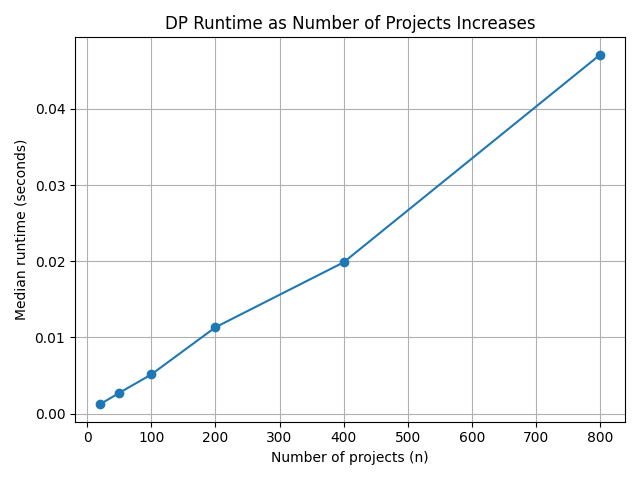 DP Runtime as Number of Projects Increases
Median runtime (seconds)
0.04
0.03
0.02
0.01
0.00
0 100 200 300 400 500 600 700 800
Number of projects (n)